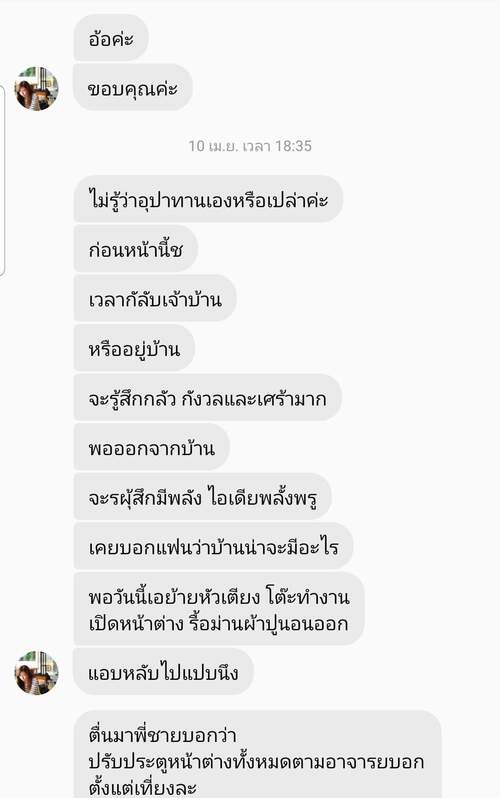 อ้อค่ะ
ขอบคุณค่ะ
10 เม.ย. เวลา 18:35
ไม่รู้ว่าอุปาทานเองหรือเปล่าค่ะ
ก่อนหน้านี้ช
เวลากัลับเจ้าบ้าน
หรืออยู่บ้าน
จะรู้สึกกลัว กังวลและเศร้ามาก
พอออกจากบ้าน
จะรผุ้สึกมีพลัง ไอเดียพลั้งพรู
เคยบอกแฟนว่าบ้านน่าจะมีอะไร
พอวันนี้เอย้ายหัวเตียง โต๊ะทำงาน
เปิดหน้าต่าง รื้อม่านผ้าปูนอนออก
แอบหลับไปแปบนึง
ตื่นมาพี่ชายบอกว่า
ปรับประตูหน้าต่างทั้งหมดตามอาจารยบอก
ตั้งแต่เที่ยงละ